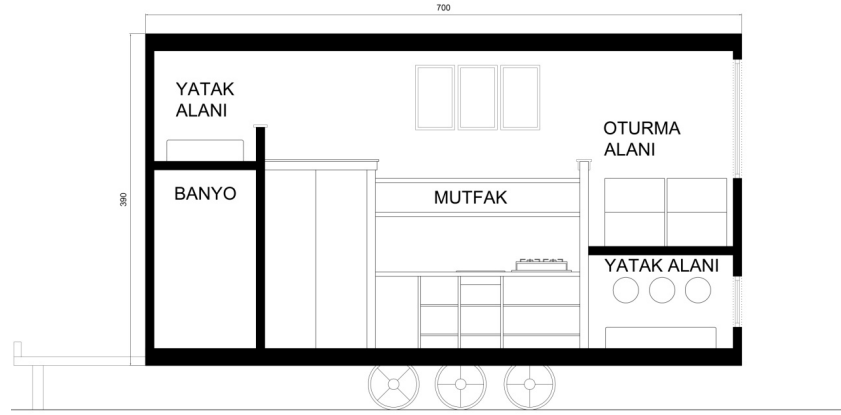 700
YATAK
ALANI
OTURMA
ALANI
BANYO
MUTFAK
390
YATAK ALANI